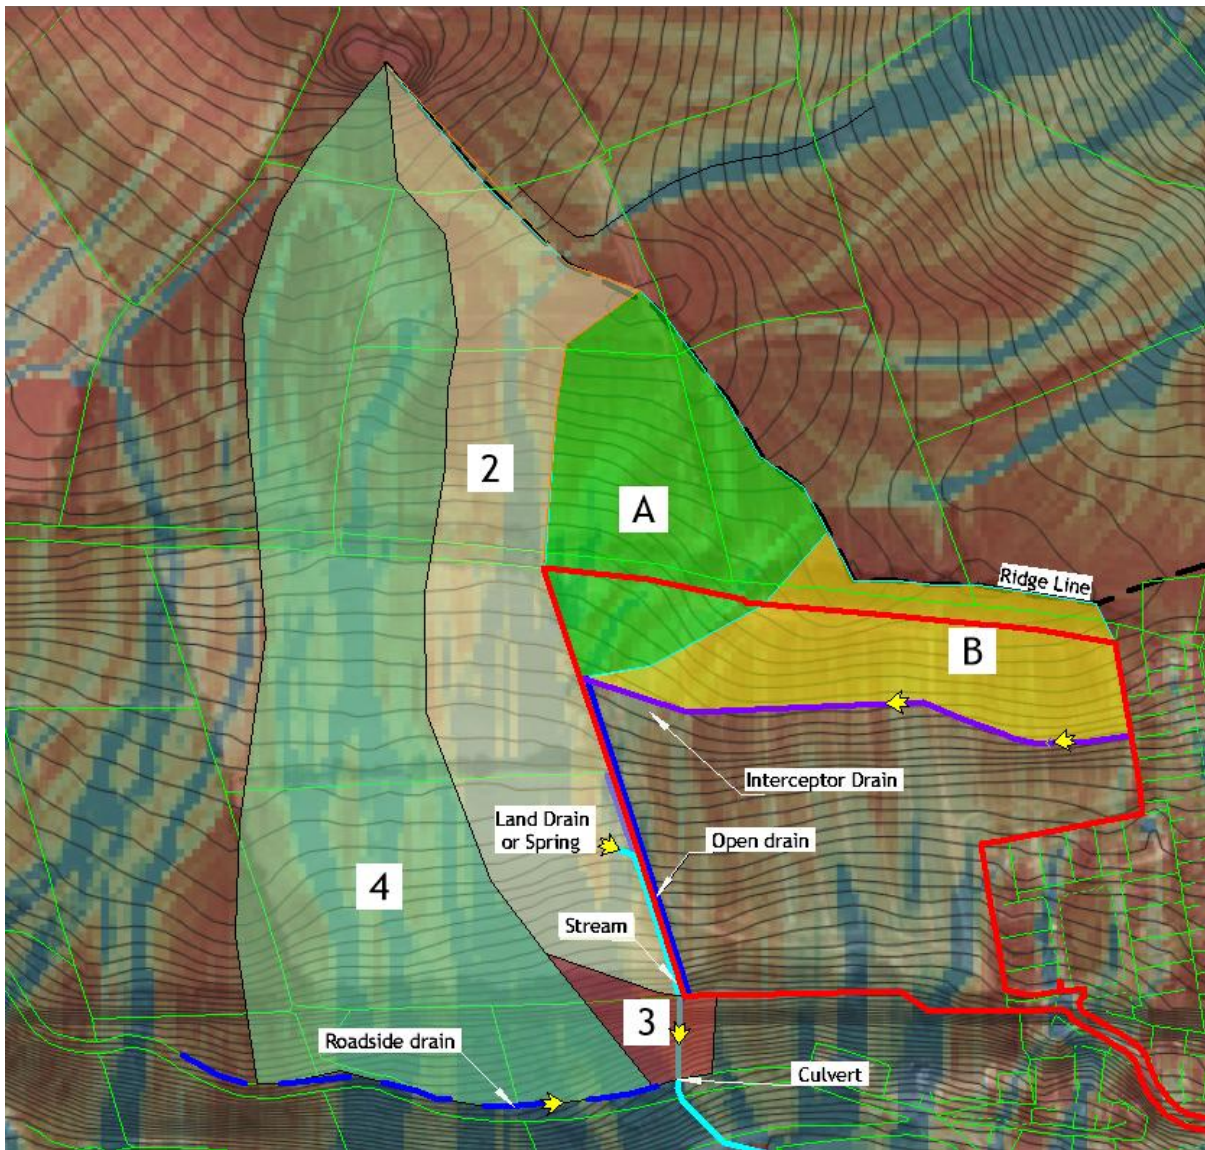 2
A
Ridge Line
B
Interceptor Drain
Land Drain
or Spring
Open drain
4
Stream
3
Roadside drain
Culvert